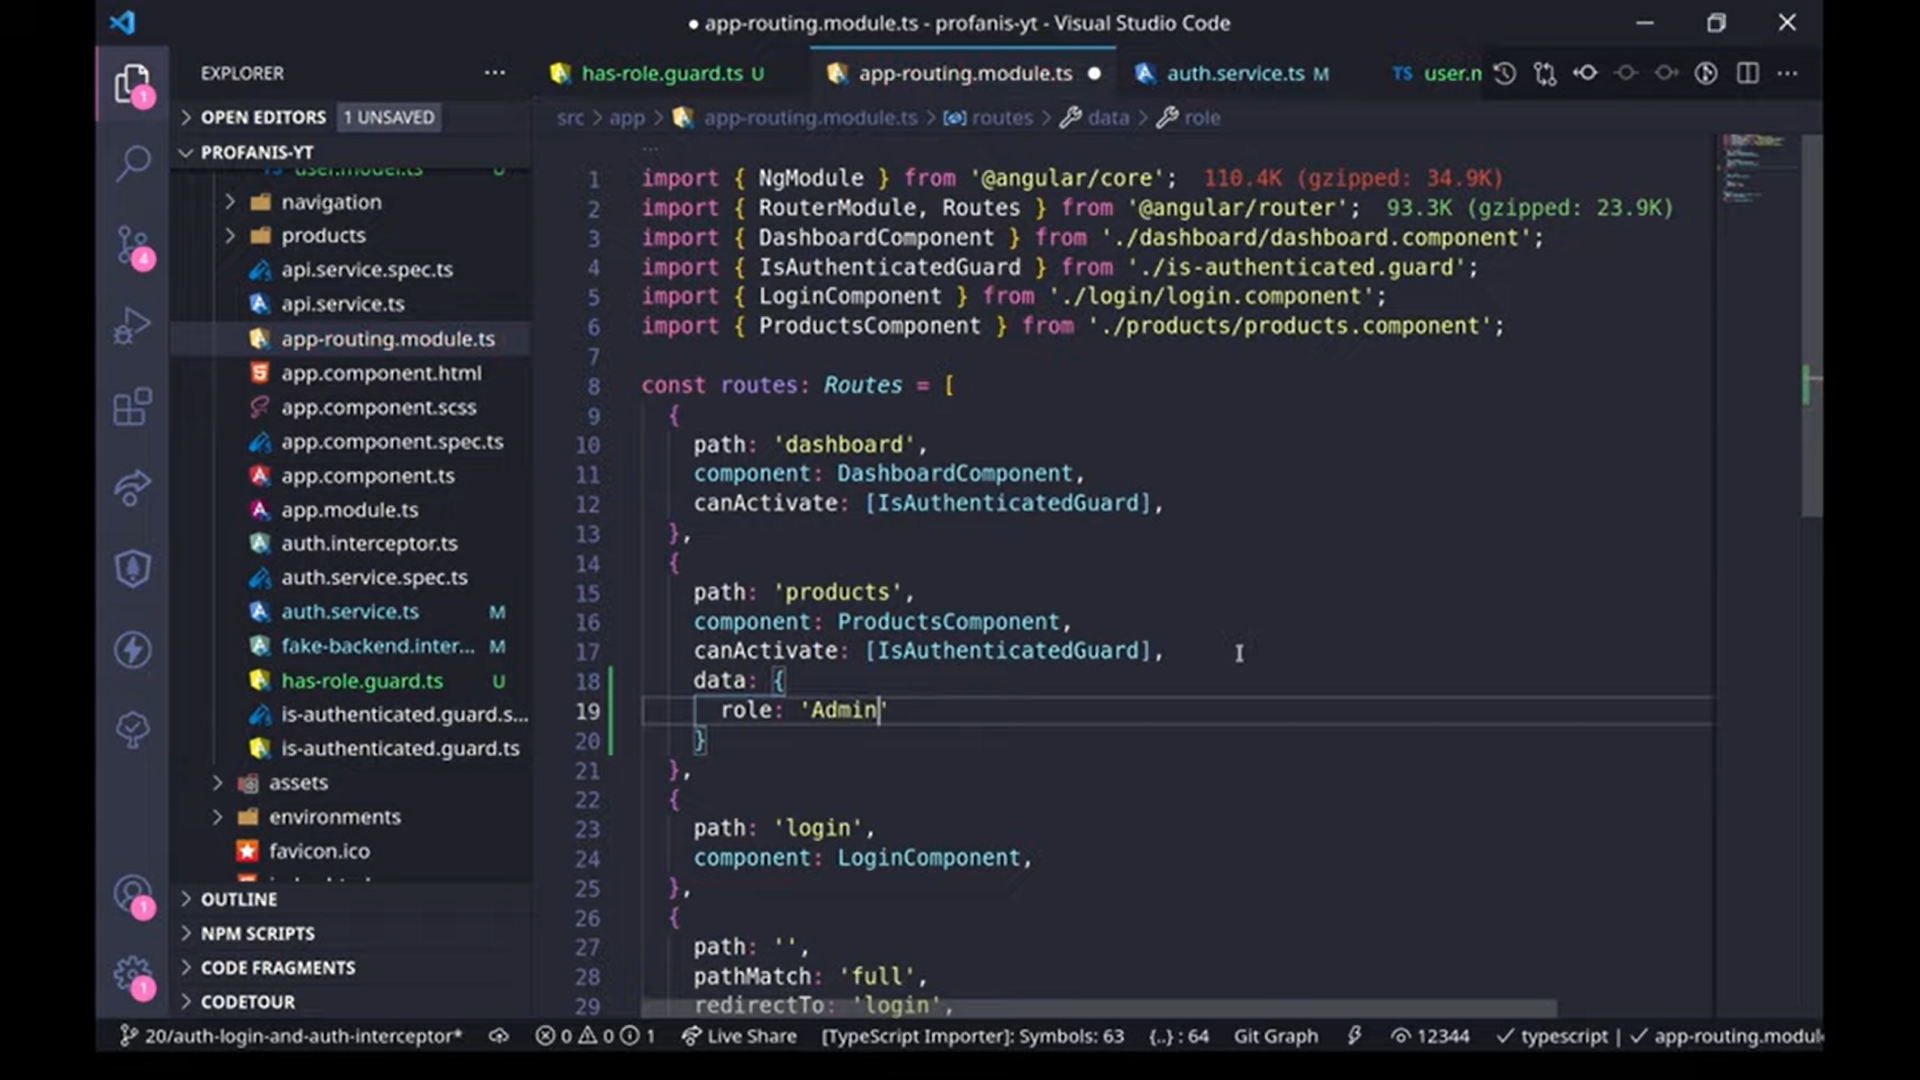 ● app-routing.module.ts - profanis-yt - Visual Studio Code
EXPLORER
has-role.guard.ts U
app-routing.module.ts ●
auth.service.ts M
TS user.m
OPEN EDITORS 1 UNSAVED
src > app > app-routing.module.ts > routes > data > role
PROFANIS-YT
user.model.ts U
navigation
products
api.service.spec.ts
api.service.ts
app-routing.module.ts
app.component.html
app.component.scss
app.component.spec.ts
app.component.ts
app.module.ts
auth.interceptor.ts
auth.service.spec.ts
auth.service.ts M
fake-backend.inter... M
has-role.guard.ts U
is-authenticated.guard.s...
is-authenticated.guard.ts
assets
environments
favicon.ico
OUTLINE
NPM SCRIPTS
CODE FRAGMENTS
CODETOUR
1
4
1
1
...
1 import { NgModule } from '@angular/core'; 110.4K (gzipped: 34.9K)
2 import { RouterModule, Routes } from '@angular/router'; 93.3K (gzipped: 23.9K)
3 import { DashboardComponent } from './dashboard/dashboard.component';
4 import { IsAuthenticatedGuard } from './is-authenticated.guard';
5 import { LoginComponent } from './login/login.component';
6 import { ProductsComponent } from './products/products.component';
7
8 const routes: Routes = [
9 {
10 path: 'dashboard',
11 component: DashboardComponent,
12 canActivate: [IsAuthenticatedGuard],
13 },
14 {
15 path: 'products',
16 component: ProductsComponent,
17 canActivate: [IsAuthenticatedGuard],
18 data: {
19 role: 'Admin'
20 }
21 },
22 {
23 path: 'login',
24 component: LoginComponent,
25 },
26 {
27 path: '',
28 pathMatch: 'full',
29 redirectTo: 'login',
20/auth-login-and-auth-interceptor* 0 0 1 Live Share [TypeScript Importer]: Symbols: 63 {..} : 64 Git Graph 12344 ✓ typescript | ✓ app-routing.modul